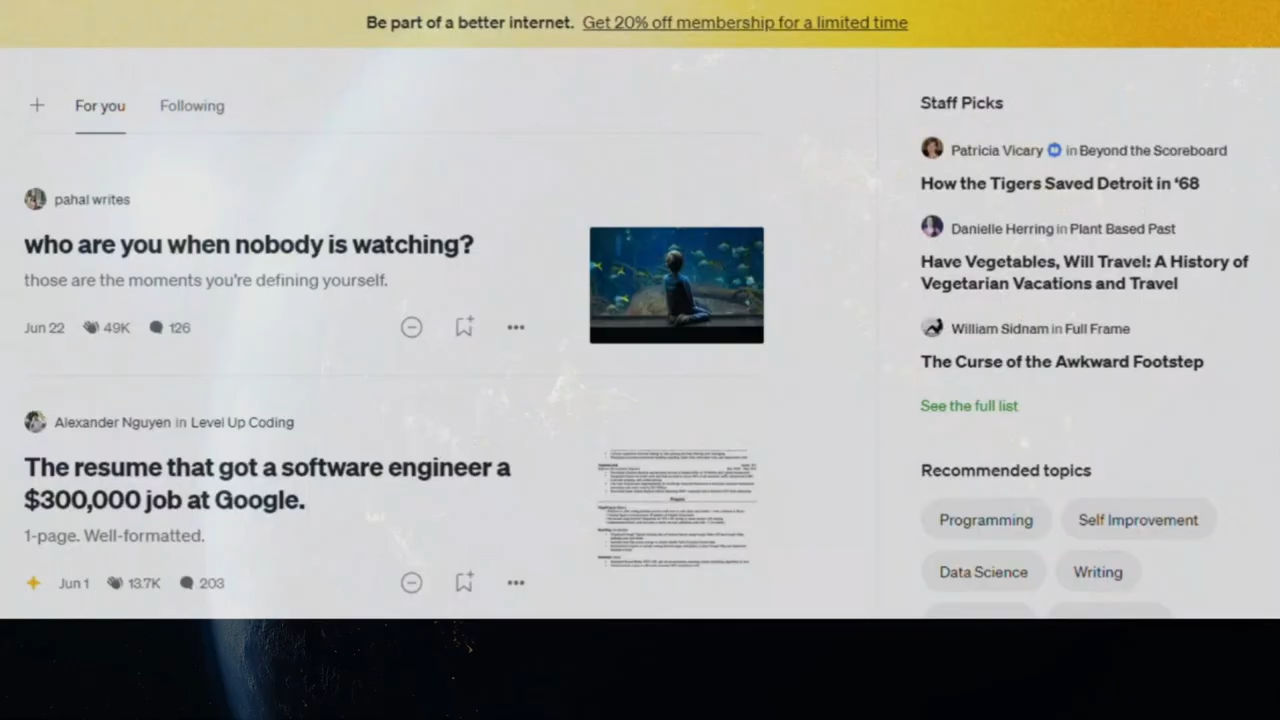 Be part of a better internet. Get 20% off membership for a limited time
For you
Following
pahal writes
who are you when nobody is watching?
those are the moments you're defining yourself.
Jun 22 49K 126
Alexander Nguyen in Level Up Coding
The resume that got a software engineer a
$300,000 job at Google.
1-page. Well-formatted.
Jun 1 13.7K 203
Staff Picks
Patricia Vicary in Beyond the Scoreboard
How the Tigers Saved Detroit in ‘68
Danielle Herring in Plant Based Past
Have Vegetables, Will Travel: A History of
Vegetarian Vacations and Travel
William Sidnam in Full Frame
The Curse of the Awkward Footstep
See the full list
Recommended topics
Programming
Self Improvement
Data Science
Writing